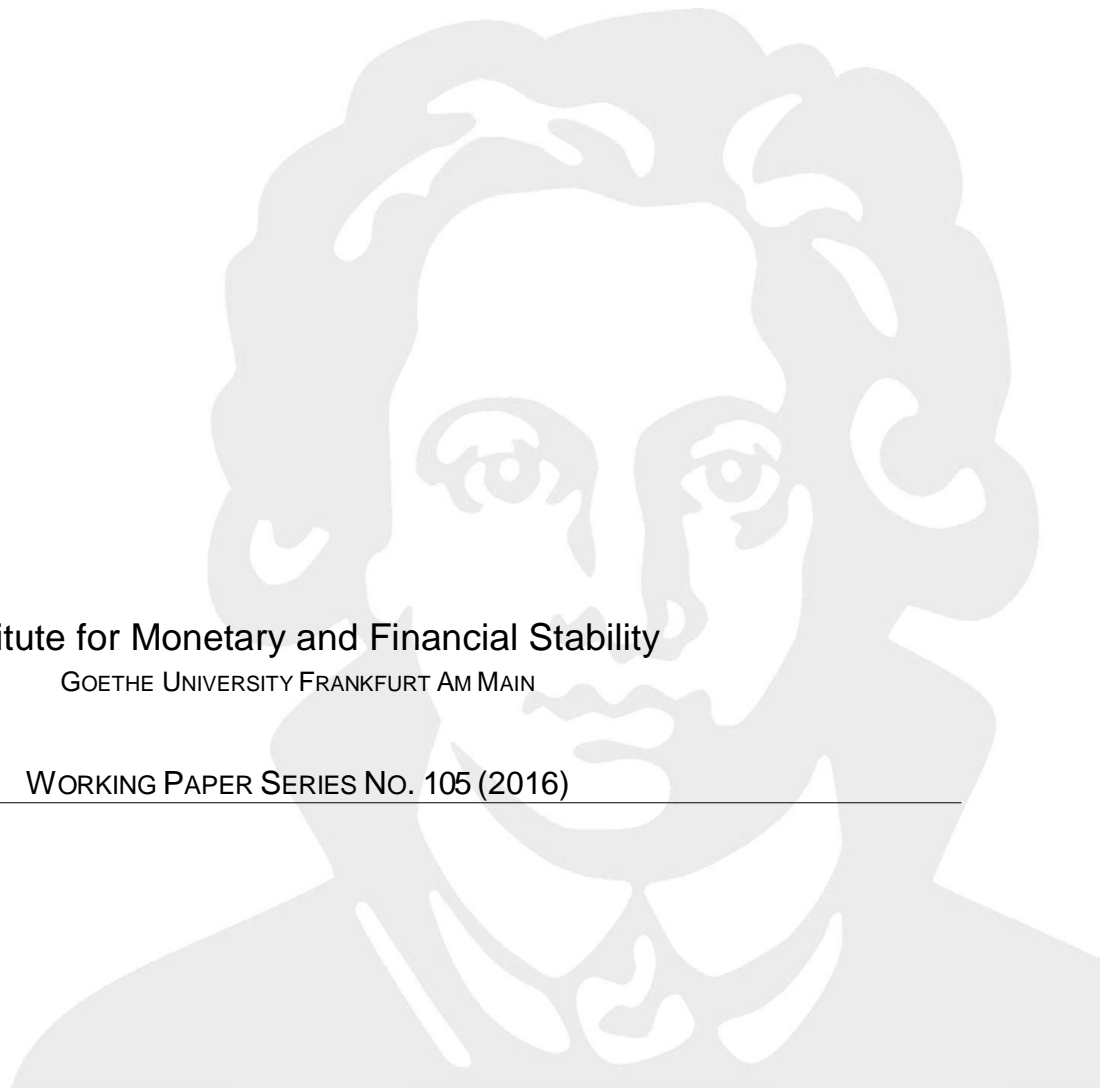 itute for Monetary and Financial Stability
GOETHE UNIVERSITY FRANKFURT AM MAIN
WORKING PAPER SERIES NO. 105 (2016)